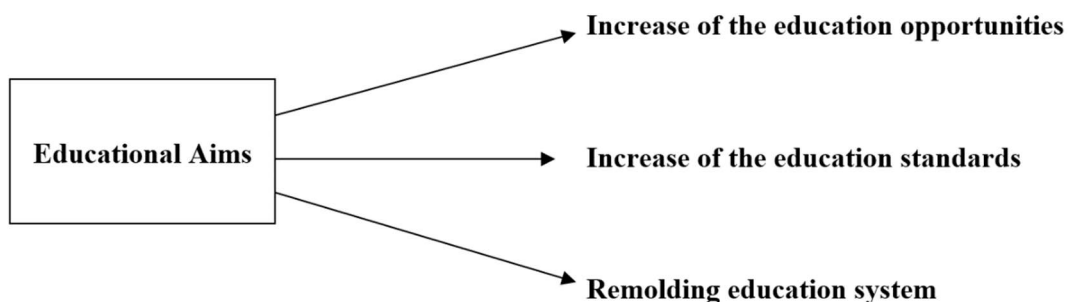 Increase of the education opportunities
Educational Aims
Increase of the education standards
Remolding education system